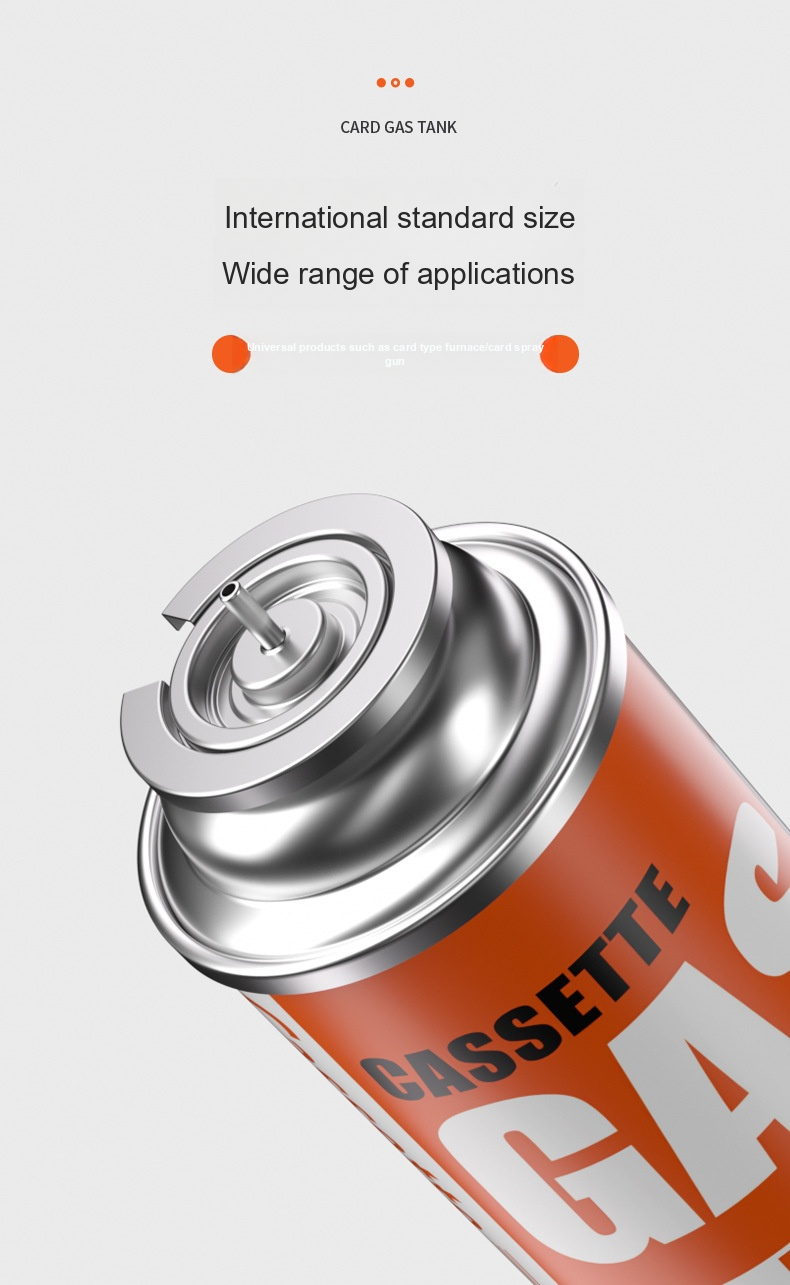 CARD GAS TANK
International standard size
Wide range of applications
Universal products such as card type furnace/card spray
gun
CASSETTE
GAS